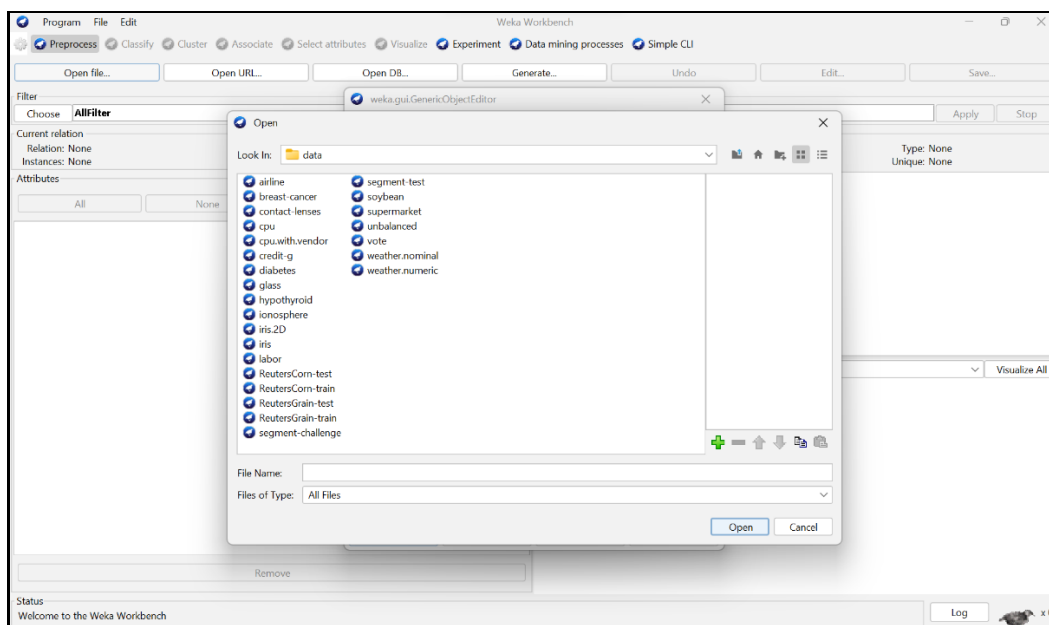 Program File Edit Weka Workbench
Preprocess Classify Cluster Associate Select attributes Visualize Experiment Data mining processes Simple CLI
Open file... Open URL... Open DB... Generate... Undo Edit... Save...
Filter
weka.gui.GenericObjectEditor
Choose AllFilter Apply Stop
Current relation
Relation: None
Instances: None
Type: None
Unique: None
Attributes
All None
Open
Look In: data
airline
breast-cancer
contact-lenses
cpu
cpu.with.vendor
credit-g
diabetes
glass
hypothyroid
ionosphere
iris.2D
iris
labor
ReutersCorn-test
ReutersCorn-train
ReutersGrain-test
ReutersGrain-train
segment-challenge
segment-test
soybean
supermarket
unbalanced
vote
weather.nominal
weather.numeric
File Name:
Files of Type: All Files
Open Cancel
Visualize All
Remove
Status
Welcome to the Weka Workbench
Log
x